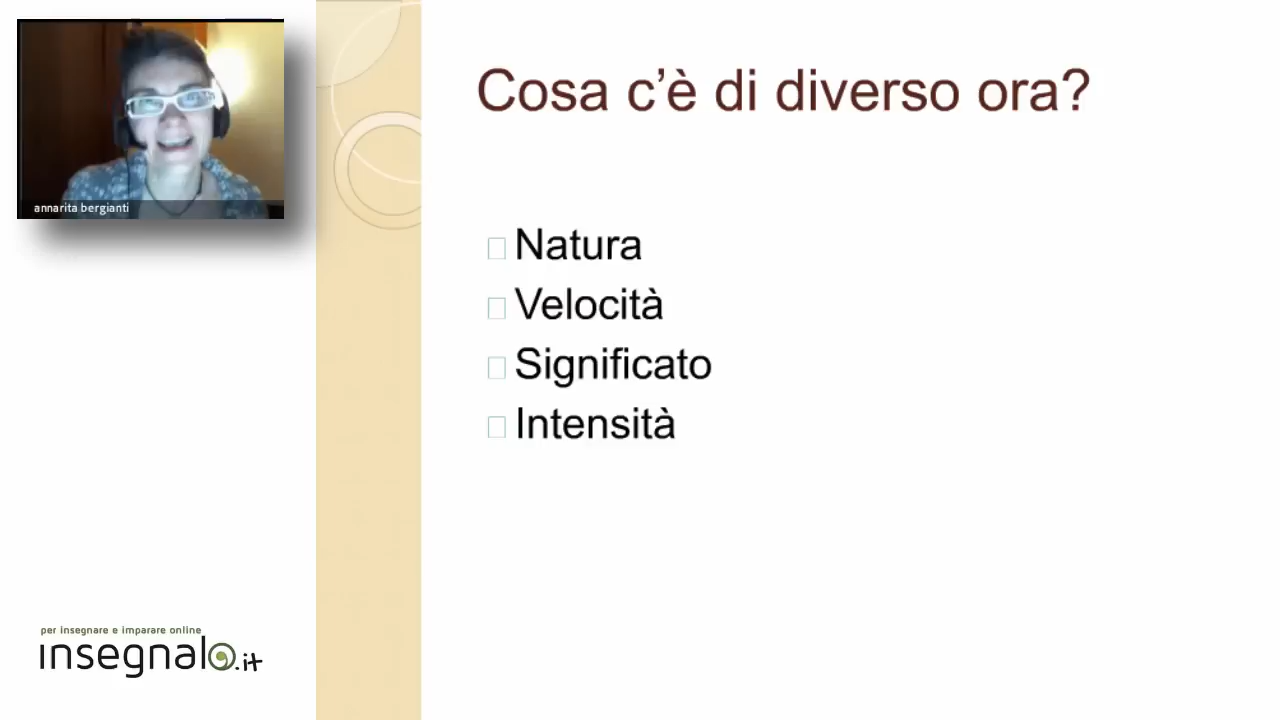 annarita bergianti
Cosa c’è di diverso ora?
Natura
Velocità
Significato
Intensità
per insegnare e imparare online
insegnalo.it